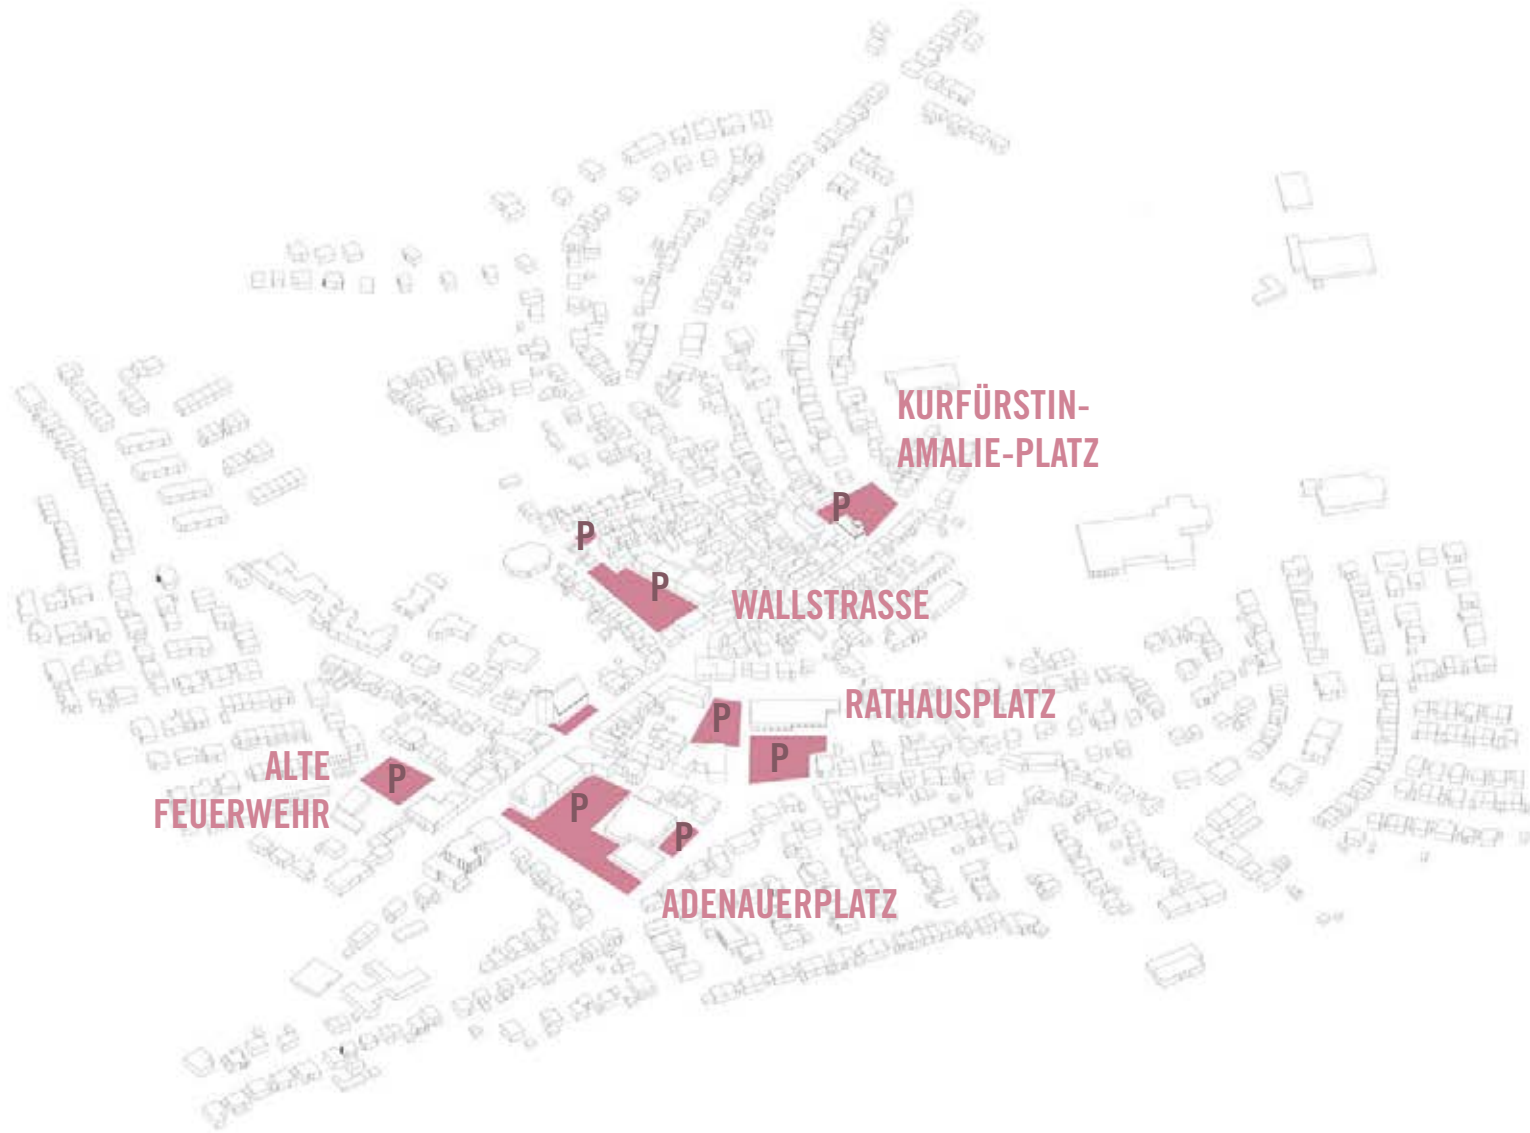 KURFÜRSTIN-
AMALIE-PLATZ
P
P
P
WALLSTRASSE
P
RATHAUSPLATZ
P
ALTE
FEUERWEHR
P
P
P
ADENAUERPLATZ